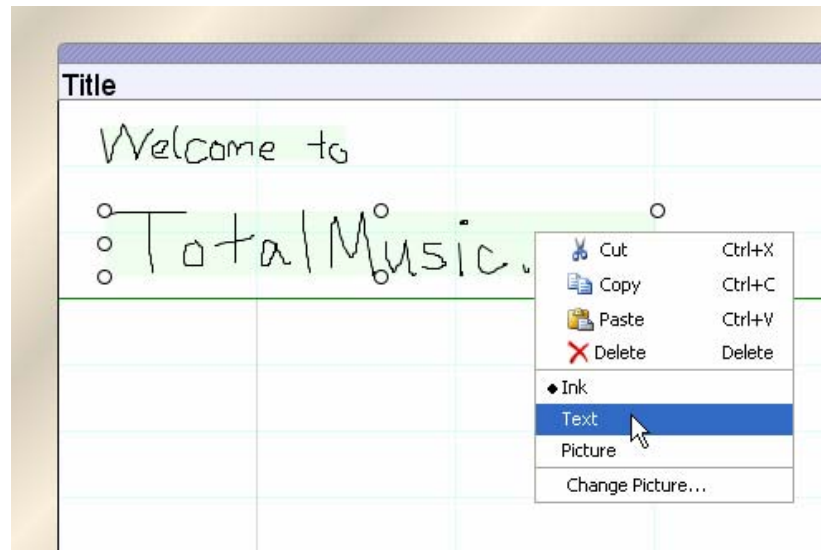 Title
Welcome to
TotalMusic.
Cut Ctrl+X
Copy Ctrl+C
Paste Ctrl+V
Delete Delete
Ink
Text
Picture
Change Picture...